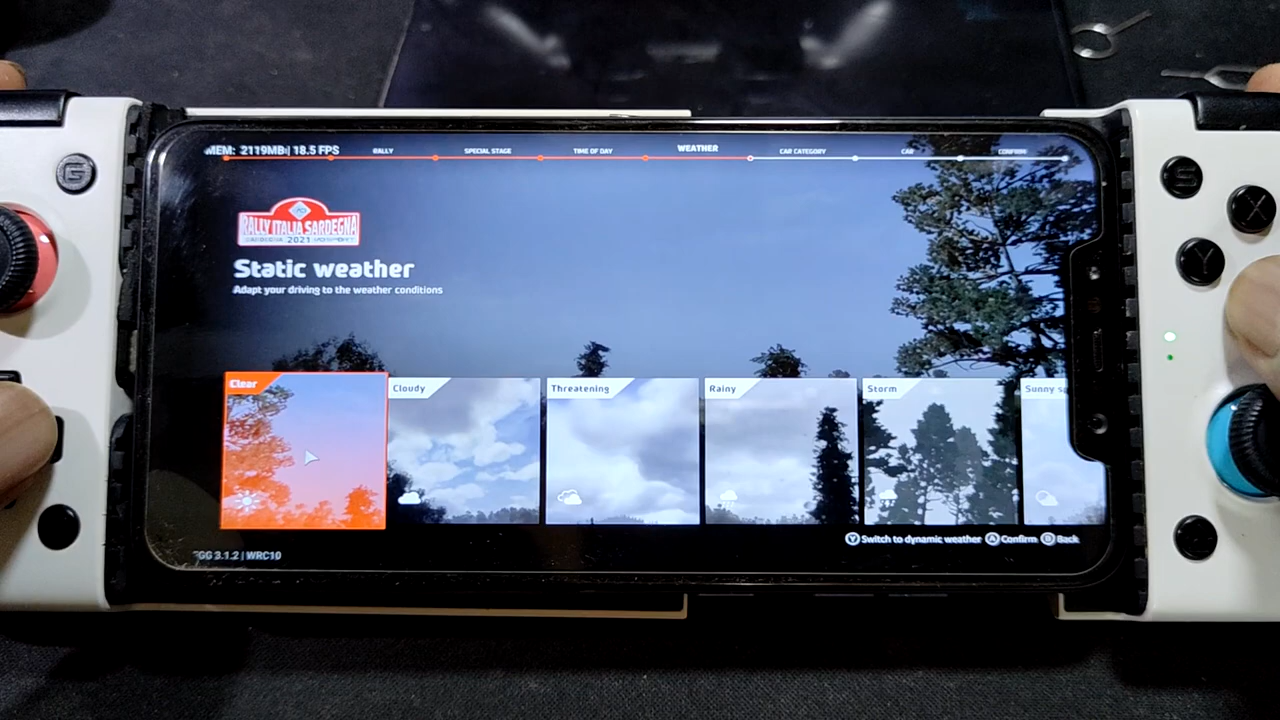 MEM: 2119MB| 18.5 FPS
RALLY
SPECIAL STAGE
TIME OF DAY
WEATHER
CAR CATEGORY
CAR
CONFIRM
RALLY ITALIA SARDEGNA
SARDEGNA 2021
Static weather
Adapt your driving to the weather conditions
Clear
Cloudy
Threatening
Rainy
Storm
Sunny
Y Switch to dynamic weather A Confirm B Back
GG 3.1.2 | WRC10
G
S
X
Y